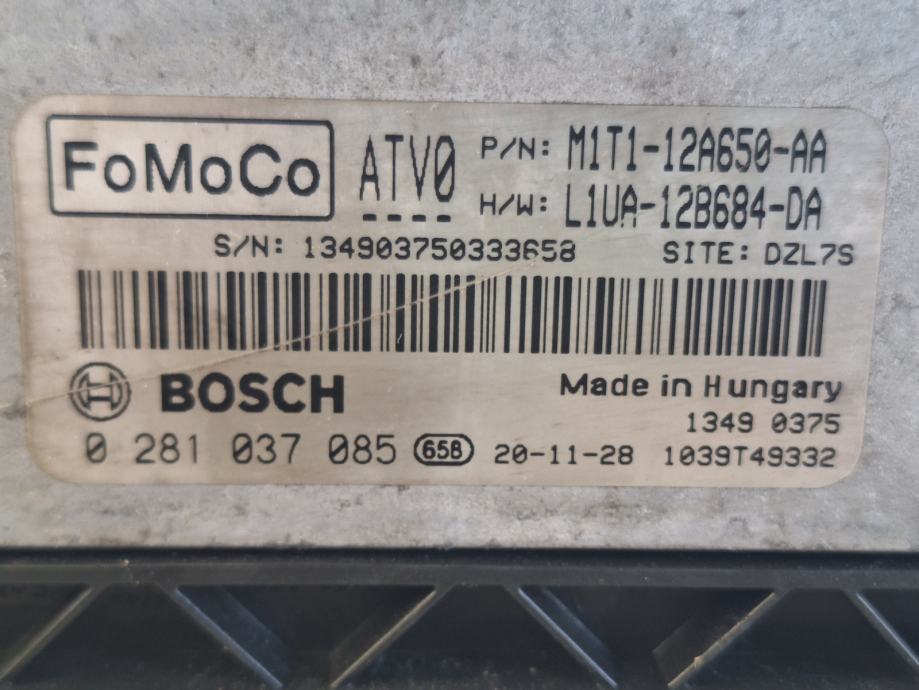 FoMoCo ATV0 P/N: M1T1-12A650-AA
H/W: L1UA-12B684-DA
S/N: 134903750333658 SITE: DZL7S
BOSCH Made in Hungary
1349 0375
0 281 037 085 65B 20-11-28 1039T49332